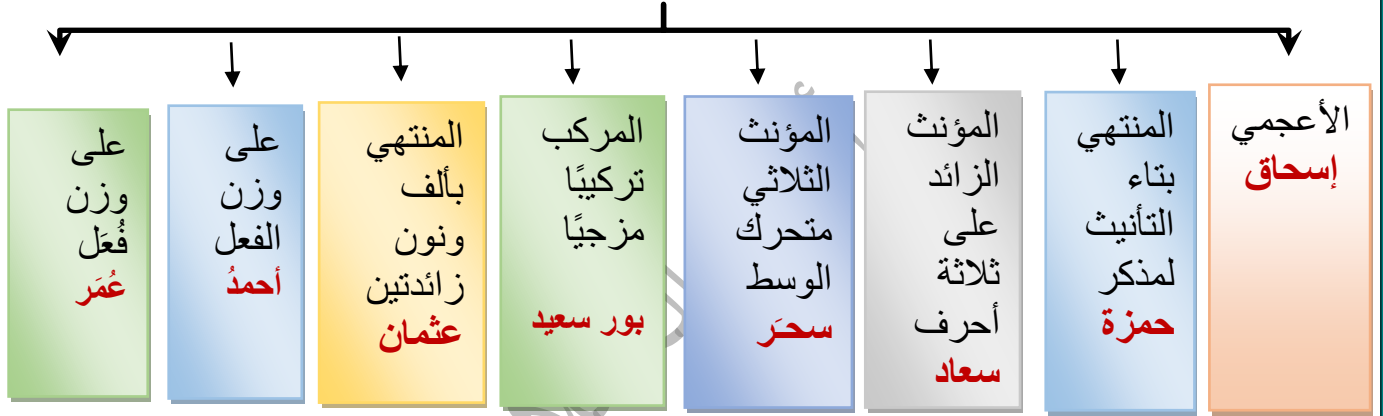 الأعجمي
إسحاق
المنتهي
بتاء
التأنيث
لمذكر
حمزة
المؤنث
الزائد
على
ثلاثة
أحرف
سعاد
المؤنث
الثلاثي
متحرك
الوسط
سحَر
المركب
تركيبًا
مزجيًا
بور سعيد
المنتهي
بألف
ونون
زائدتين
عثمان
على
وزن
الفعل
أحمدُ
على
وزن
فُعَل
عُمَر